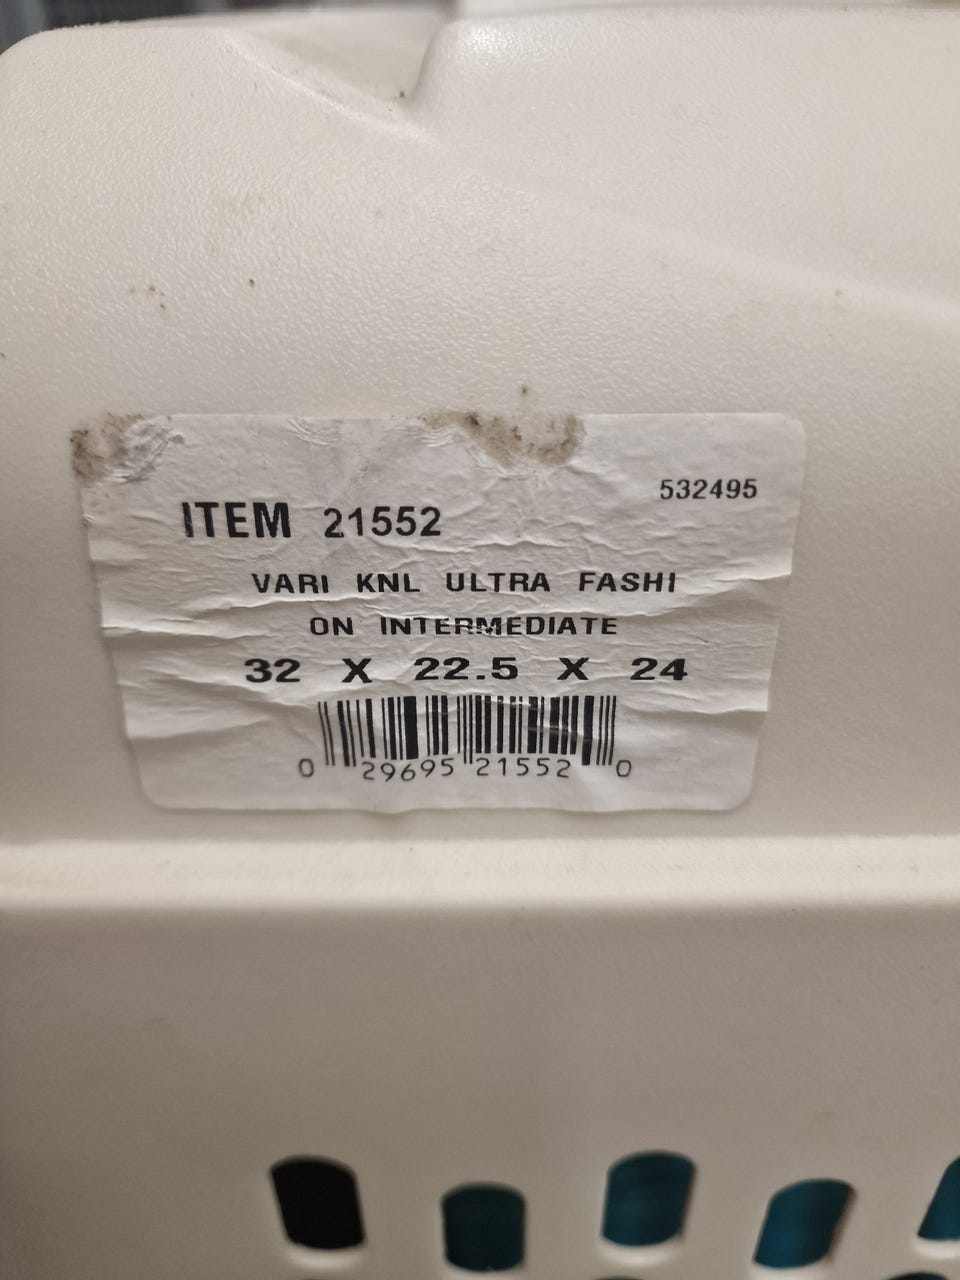 532495
ITEM 21552
VARI KNL ULTRA FASHI
ON INTERMEDIATE
32 X 22.5 X 24
0 29695 21552 0